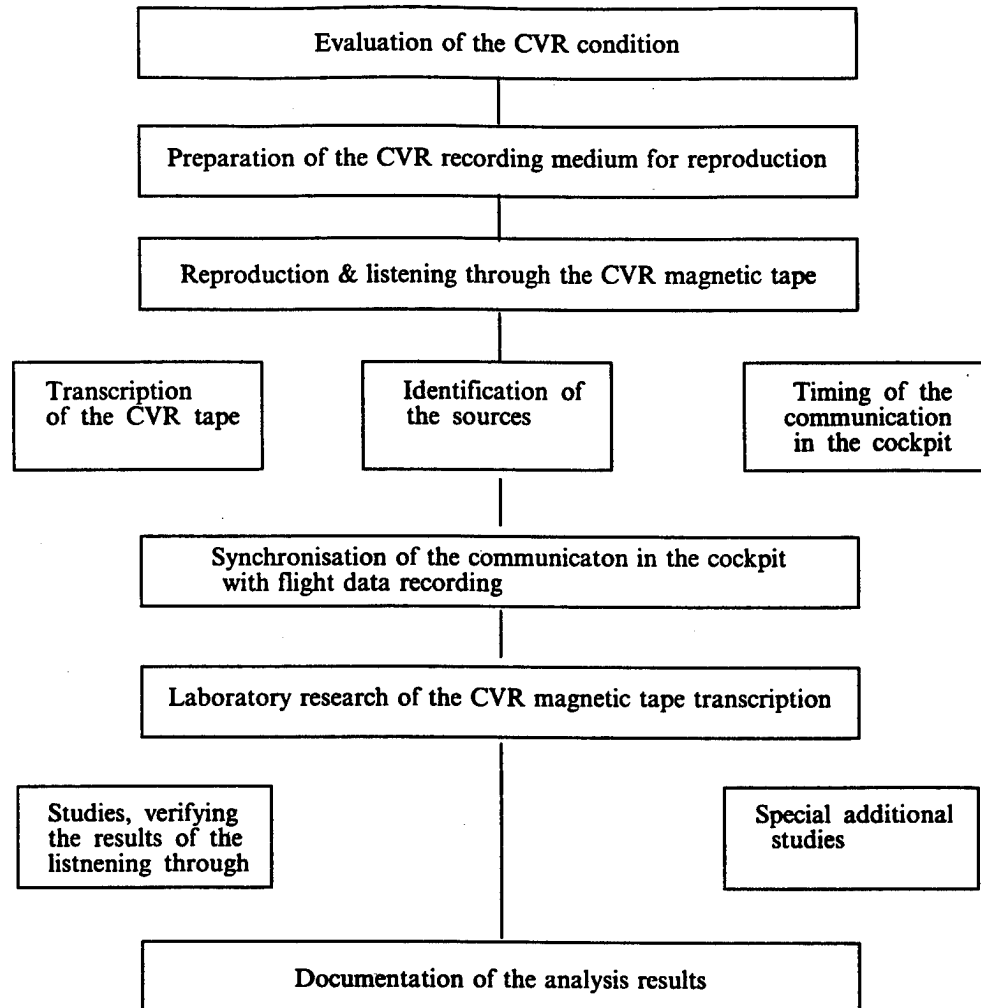 Evaluation of the CVR condition
Preparation of the CVR recording medium for reproduction
Reproduction & listening through the CVR magnetic tape
Transcription
of the CVR tape
Identification of
the sources
Timing of the
communication
in the cockpit
Synchronisation of the communicaton in the cockpit
with flight data recording
Laboratory research of the CVR magnetic tape transcription
Studies, verifying
the results of the
listnening through
Special additional
studies
Documentation of the analysis results